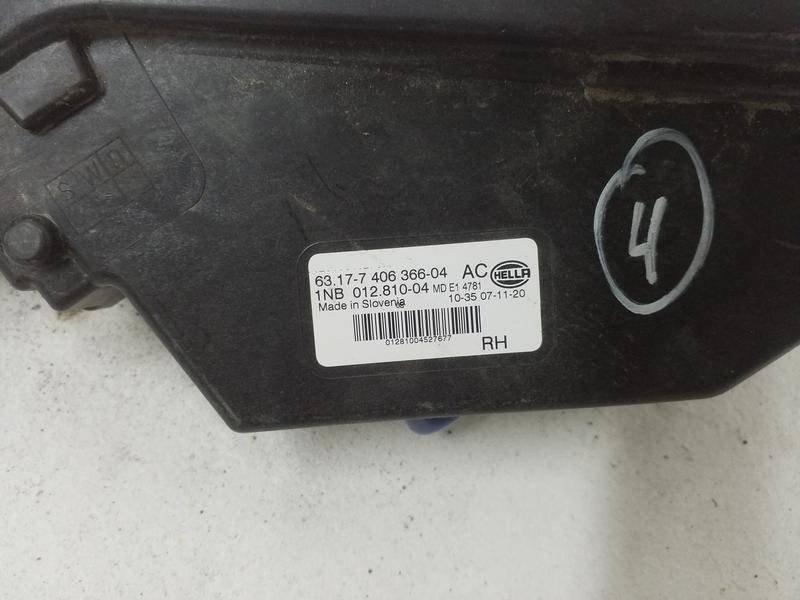 63.17-7 406 366-04 AC HELLA
1NB 012.810-04 MD E1 4781
Made in Slovenia 10-35 07-11-20
01281004527677
RH
4